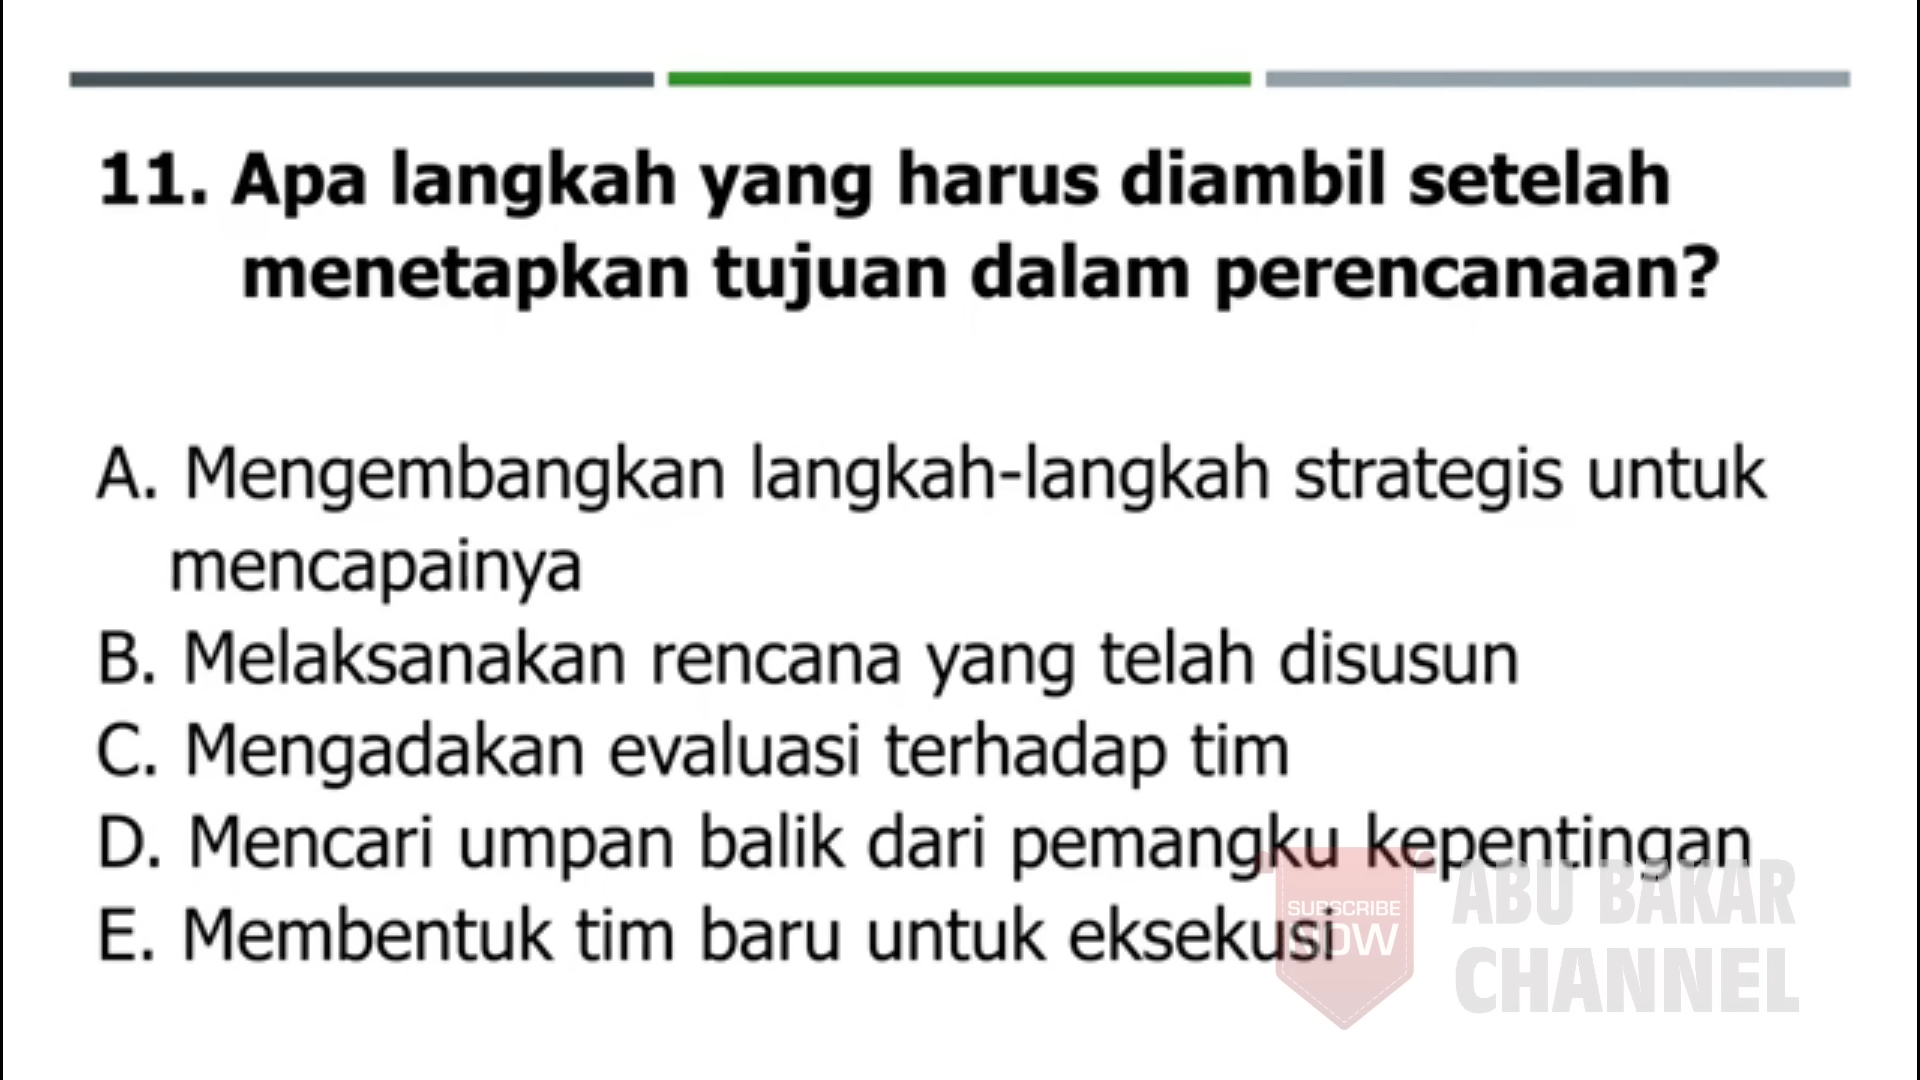 11. Apa langkah yang harus diambil setelah
menetapkan tujuan dalam perencanaan?
A. Mengembangkan langkah-langkah strategis untuk
mencapainya
B. Melaksanakan rencana yang telah disusun
C. Mengadakan evaluasi terhadap tim
D. Mencari umpan balik dari pemangku kepentingan
E. Membentuk tim baru untuk eksekusi
SUBSCRIBE
NOW
ABU BAKAR
CHANNEL